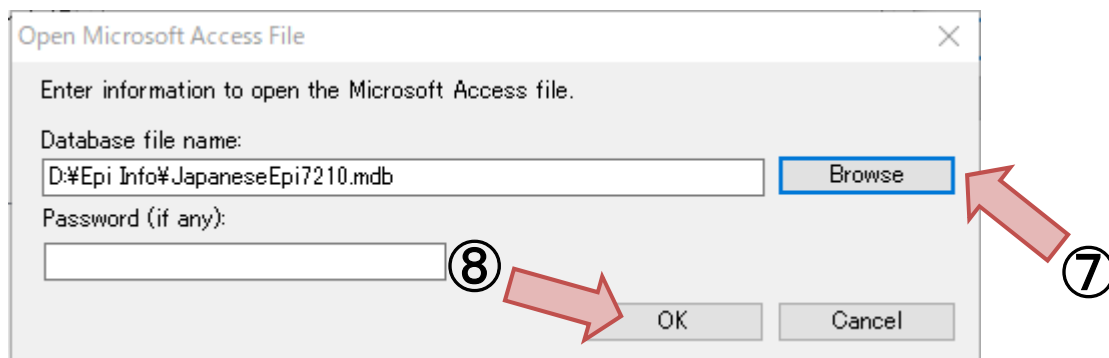 Open Microsoft Access File
Enter information to open the Microsoft Access file.
Database file name:
D:¥Epi Info¥JapaneseEpi7210.mdb
Browse
Password (if any):
⑧
⑦
OK
Cancel